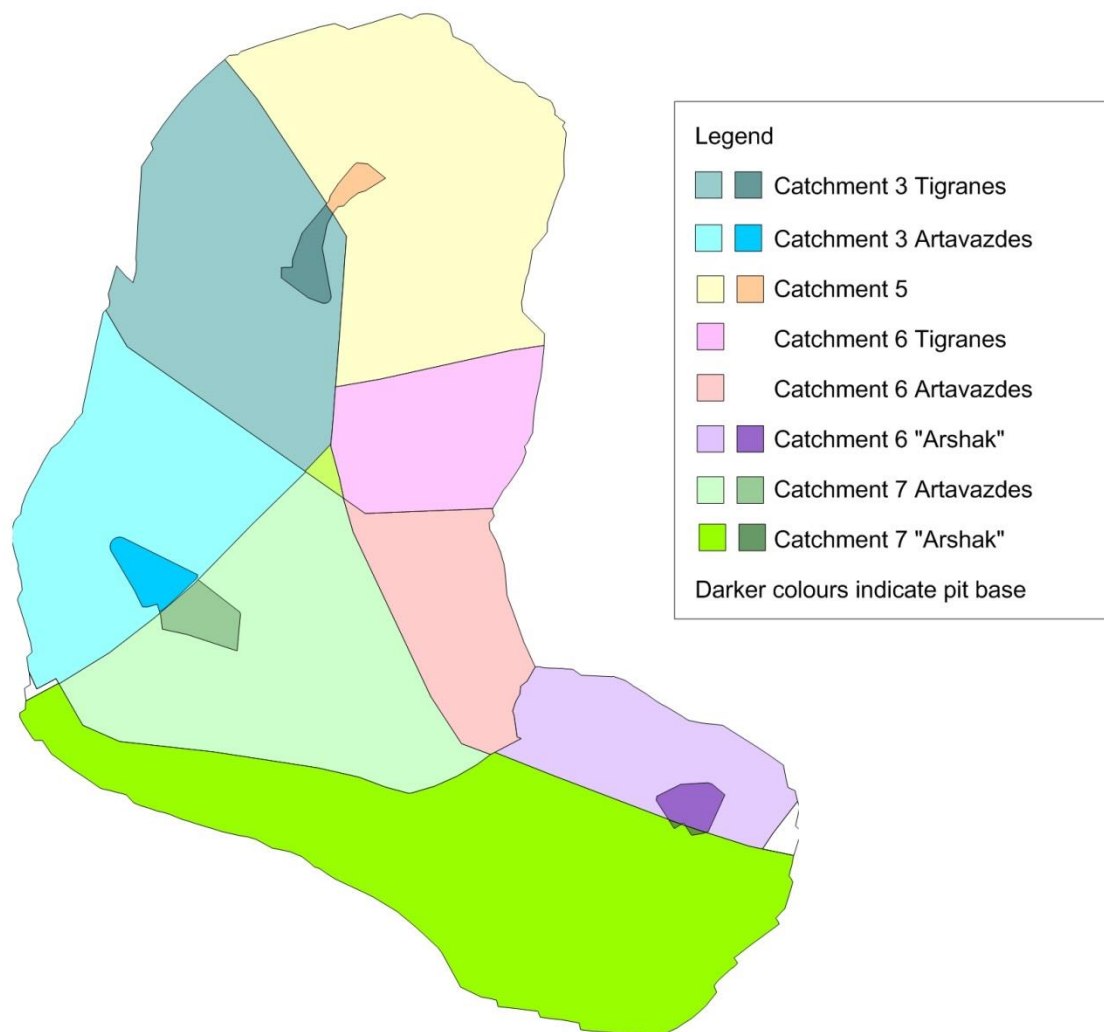 Legend
Catchment 3 Tigranes
Catchment 3 Artavazdes
Catchment 5
Catchment 6 Tigranes
Catchment 6 Artavazdes
Catchment 6 "Arshak"
Catchment 7 Artavazdes
Catchment 7 "Arshak"
Darker colours indicate pit base